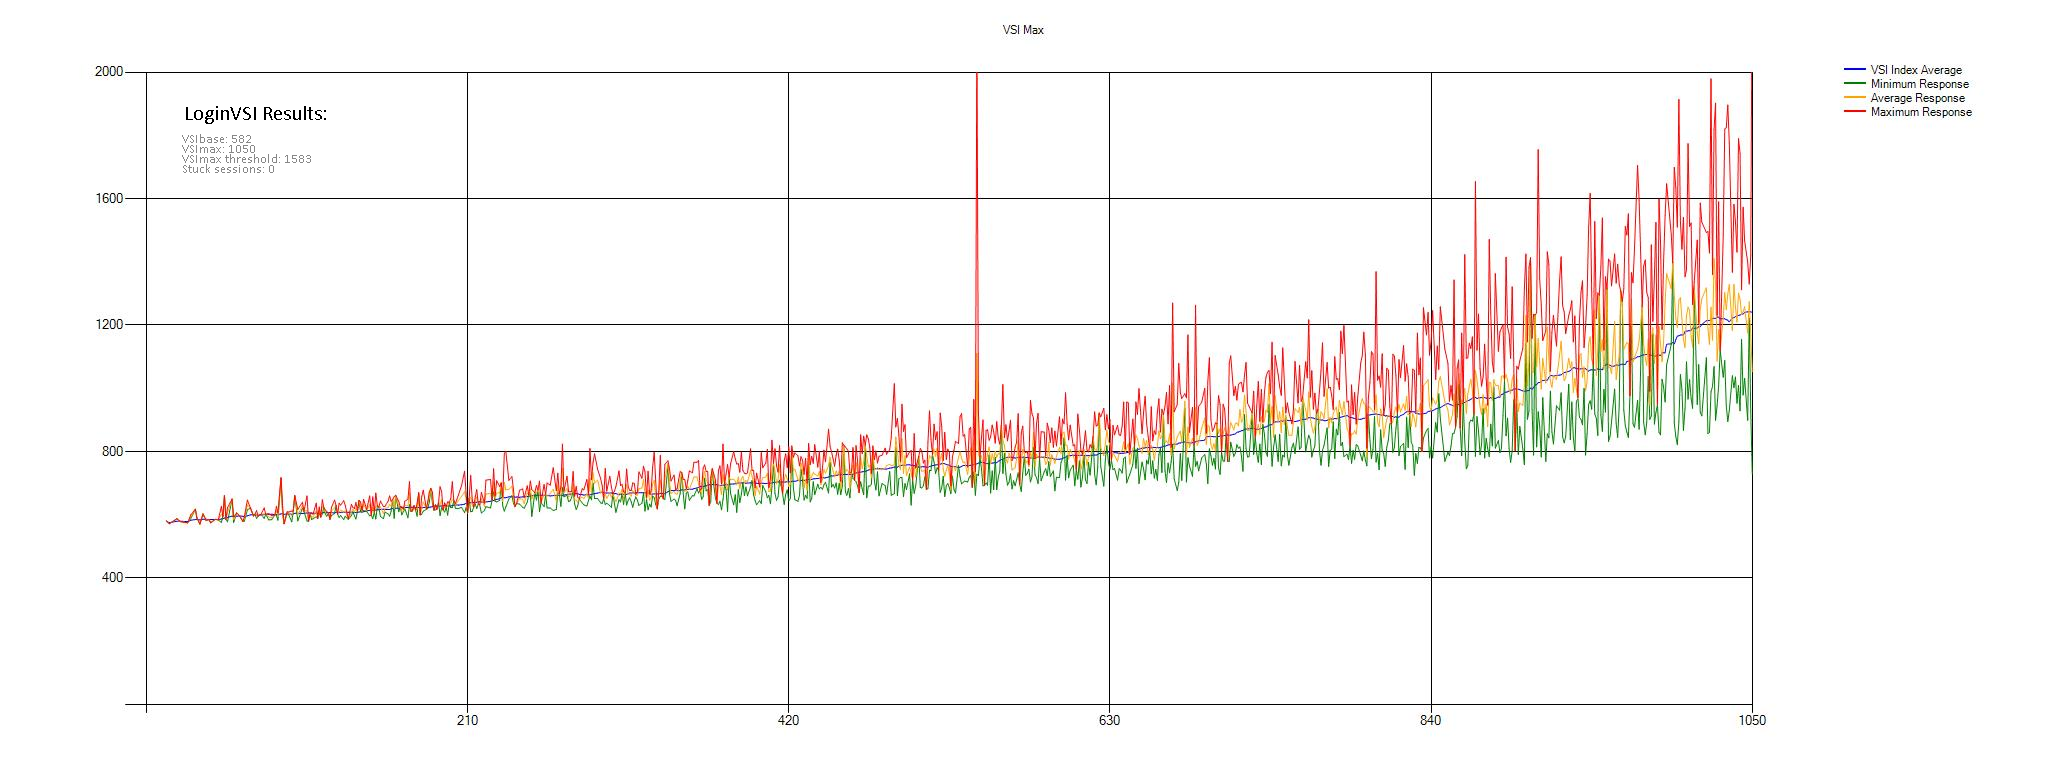 VSI Max
2000
1600
1200
800
400
LoginVSI Results:
VSIbase: 582
VSImax: 1050
VSImax threshold: 1583
Stuck sessions: 0
VSI Index Average
Minimum Response
Average Response
Maximum Response
210
420
630
840
1050